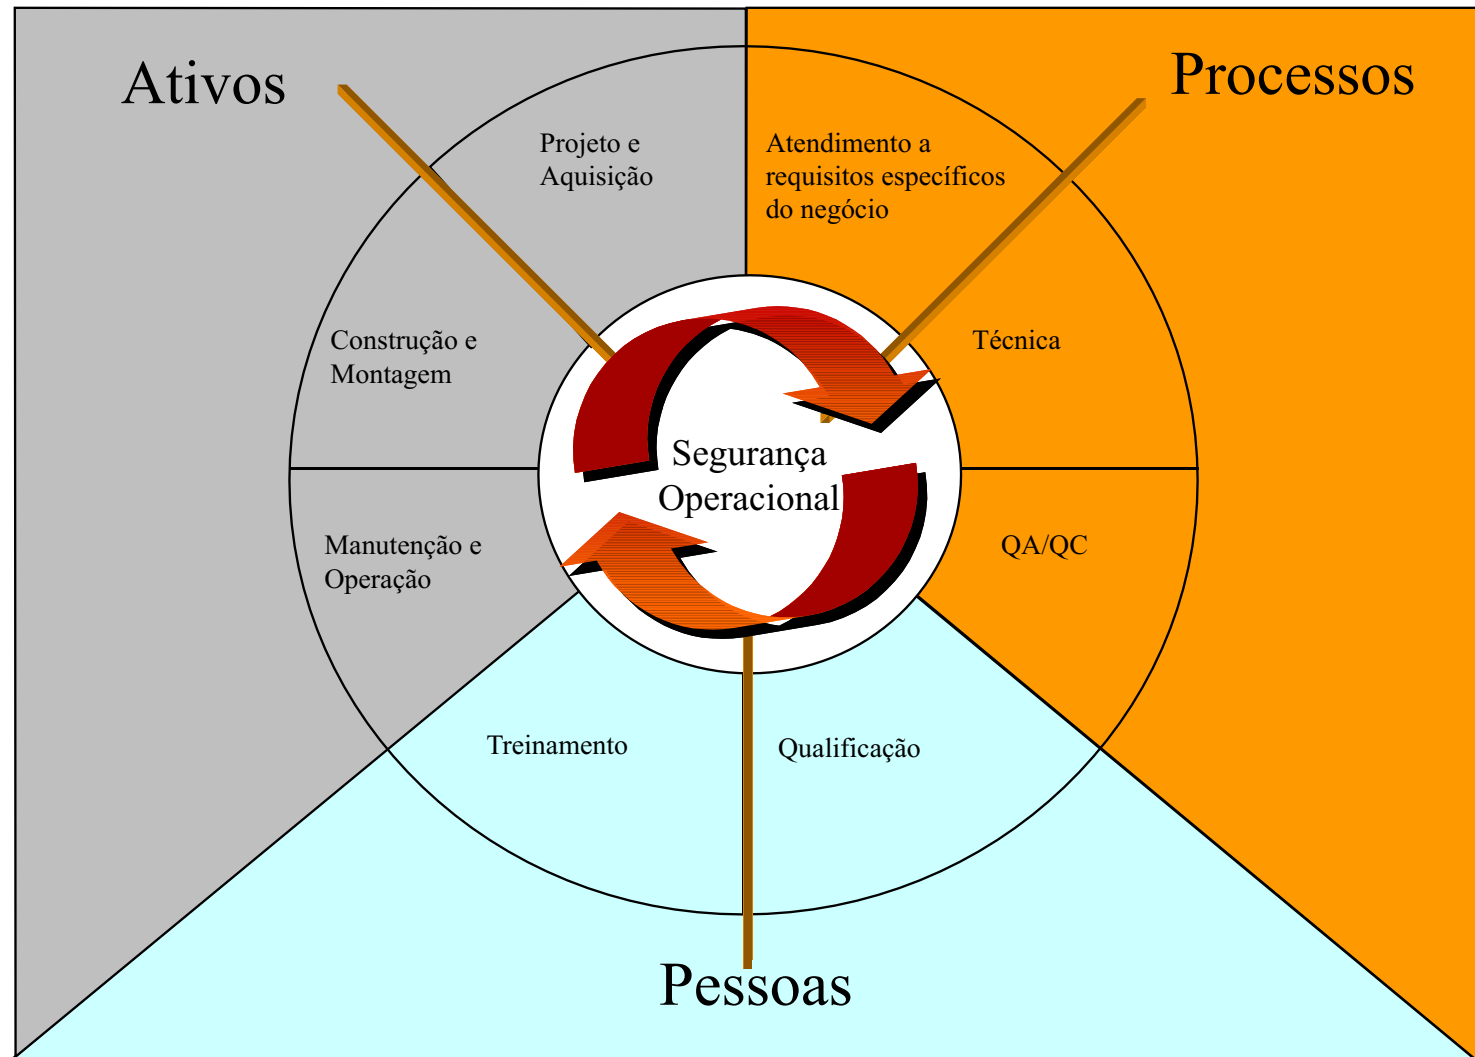 Ativos
Processos
Projeto e
Aquisição
Atendimento a
requisitos específicos
do negócio
Construção e
Montagem
Técnica
Segurança
Operacional
Manutenção e
Operação
QA/QC
Treinamento
Qualificação
Pessoas